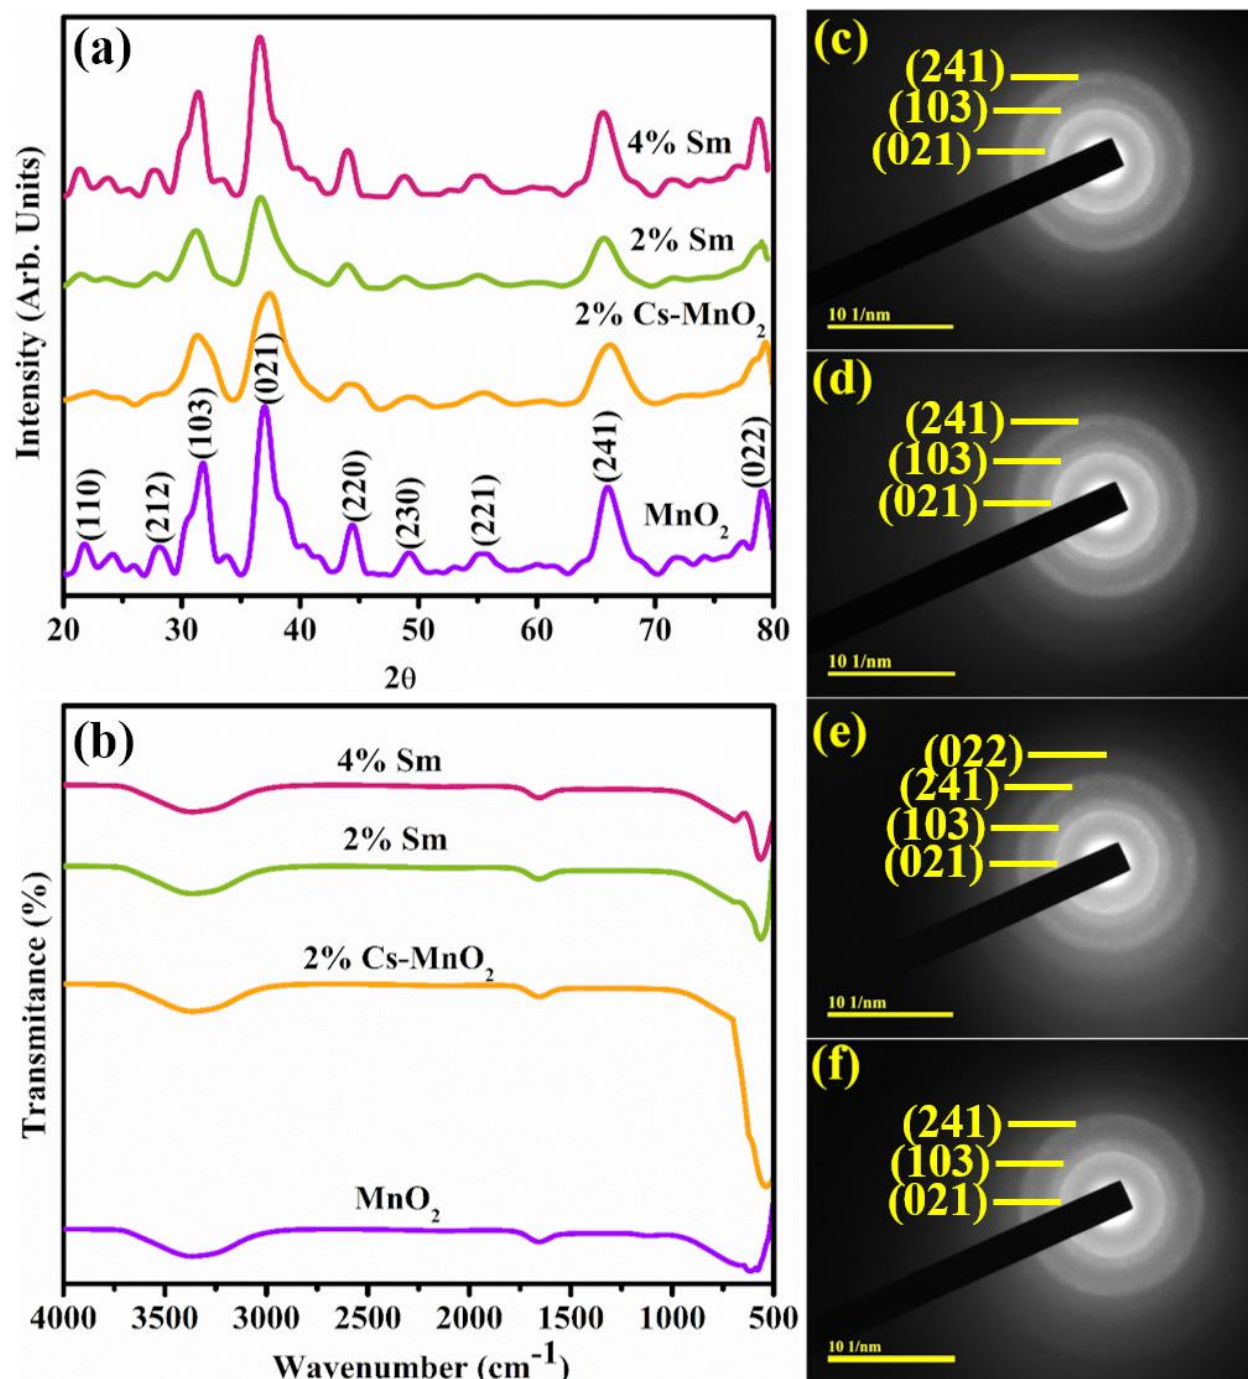 (a)
Intensity (Arb. Units)
4% Sm
2% Sm
2% Cs-MnO₂
MnO₂
(110)
(212)
(103)
(021)
(220)
(230)
(221)
(241)
(022)
20 30 40 50 60 70 80
2θ
(b)
Transmitance (%)
4% Sm
2% Sm
2% Cs-MnO₂
MnO₂
4000 3500 3000 2500 2000 1500 1000 500
Wavenumber (cm⁻¹)
(c)
(241)
(103)
(021)
10 1/nm
(d)
(241)
(103)
(021)
10 1/nm
(e)
(022)
(241)
(103)
(021)
10 1/nm
(f)
(241)
(103)
(021)
10 1/nm